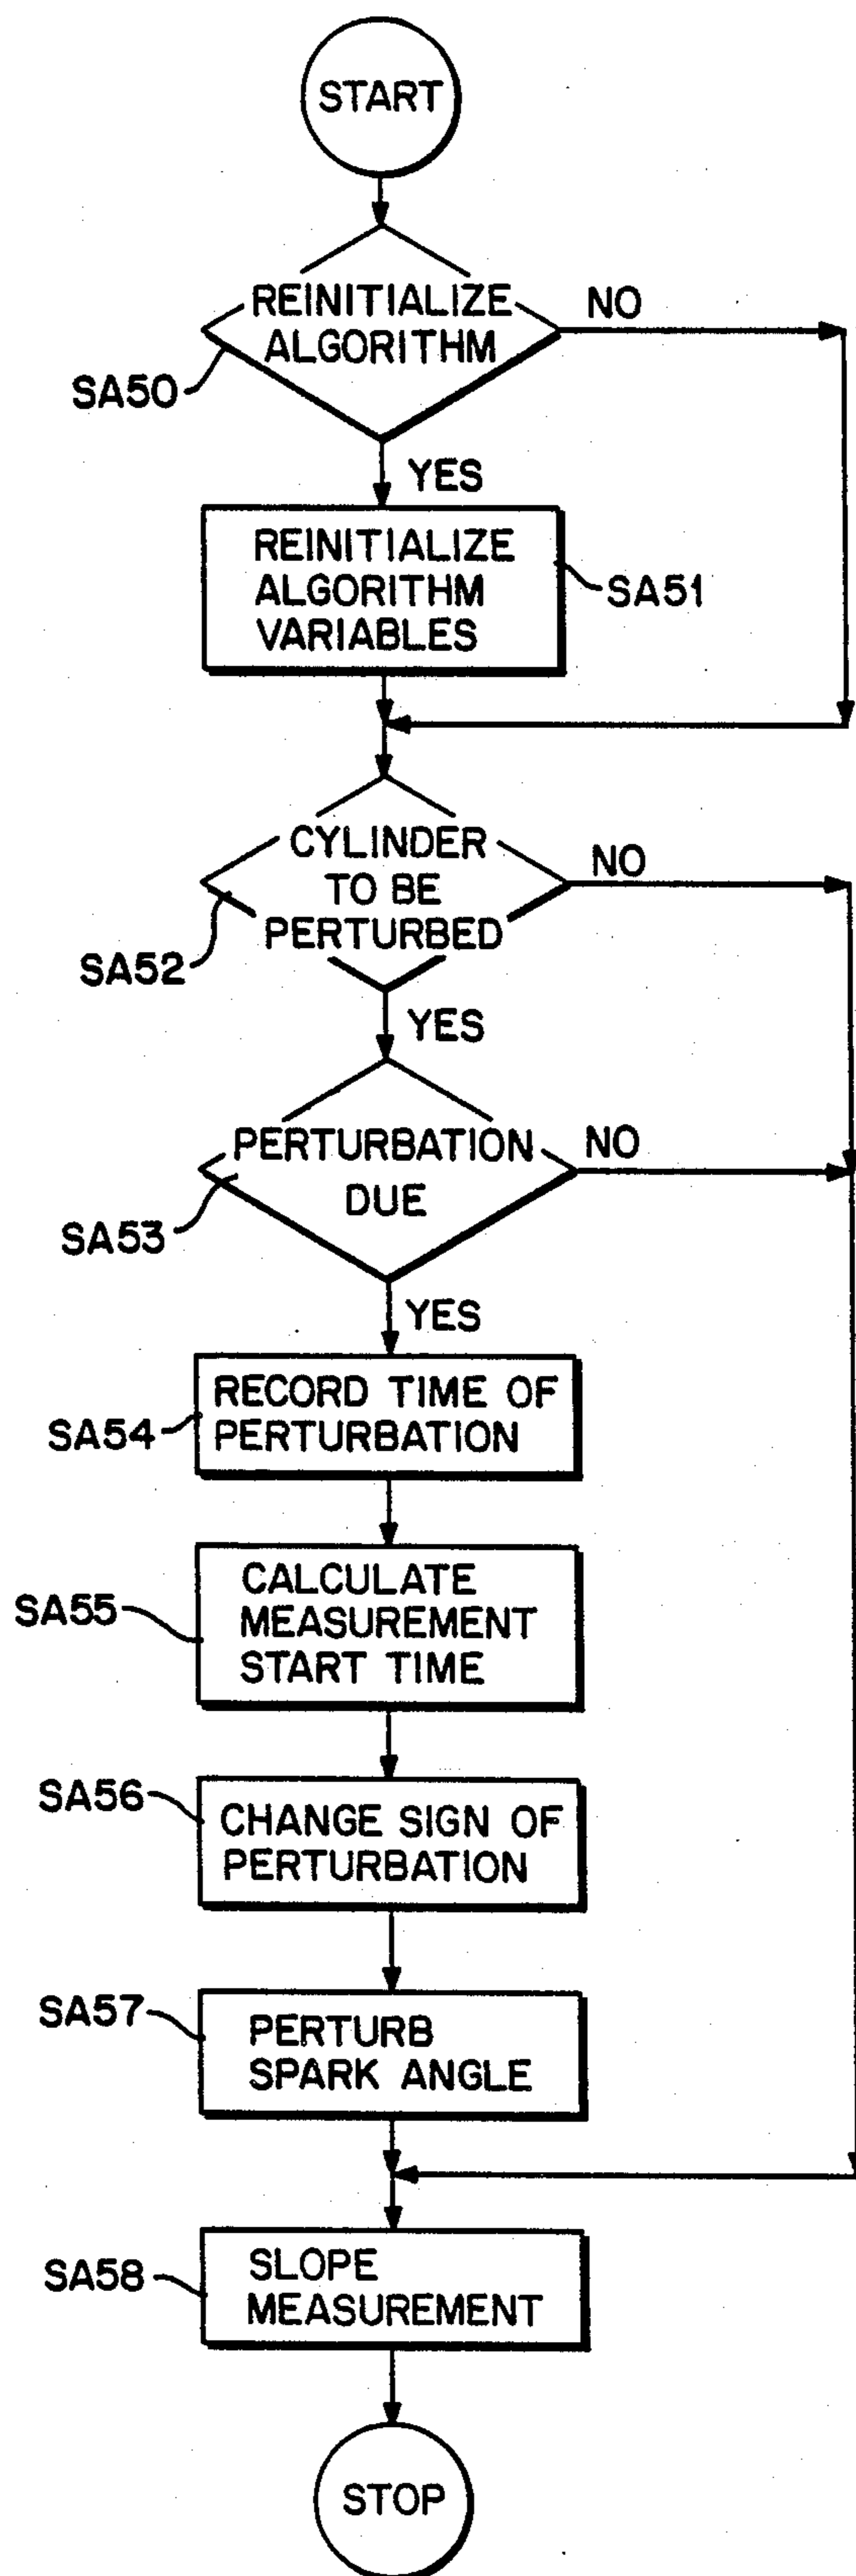 START
REINITIALIZE
ALGORITHM
NO
SA50
YES
REINITIALIZE
ALGORITHM
VARIABLES
SA51
CYLINDER
TO BE
PERTURBED
NO
SA52
YES
PERTURBATION
DUE
NO
SA53
YES
RECORD TIME OF
PERTURBATION
SA54
CALCULATE
MEASUREMENT
START TIME
SA55
SA56
CHANGE SIGN OF
PERTURBATION
SA57
PERTURB
SPARK ANGLE
SA58
SLOPE
MEASUREMENT
STOP